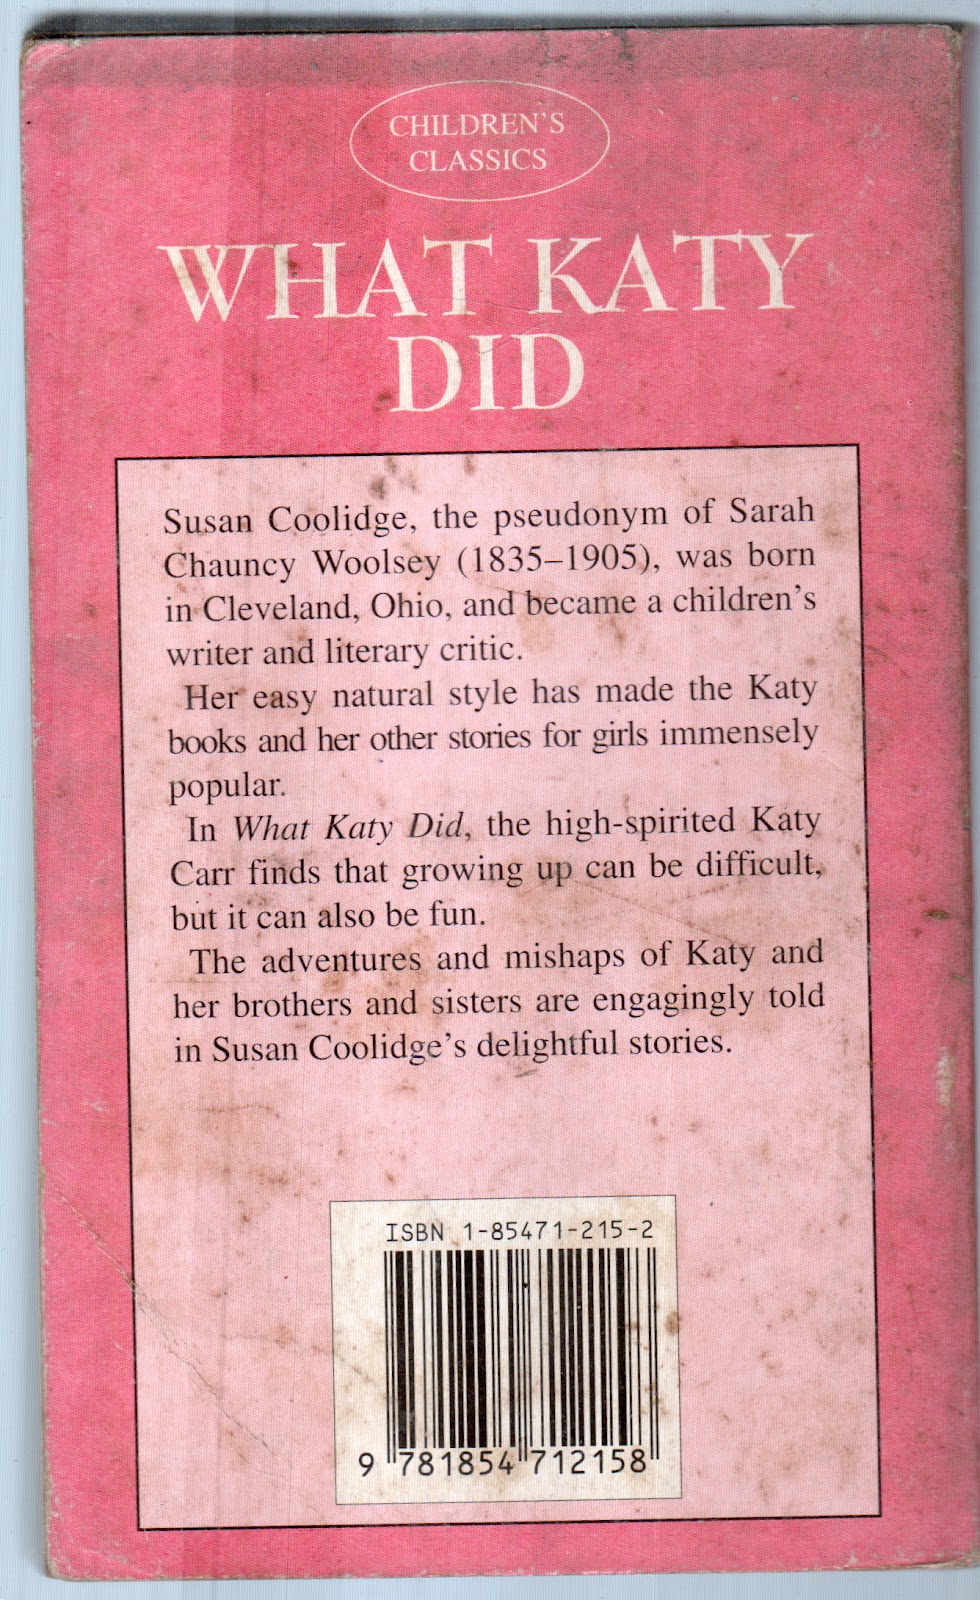 CHILDREN'S
CLASSICS
WHAT KATY
DID
Susan Coolidge, the pseudonym of Sarah
Chauncy Woolsey (1835–1905), was born
in Cleveland, Ohio, and became a children's
writer and literary critic.
Her easy natural style has made the Katy
books and her other stories for girls immensely
popular.
In What Katy Did, the high-spirited Katy
Carr finds that growing up can be difficult,
but it can also be fun.
The adventures and mishaps of Katy and
her brothers and sisters are engagingly told
in Susan Coolidge's delightful stories.
ISBN 1-85471-215-2
9 781854 712158